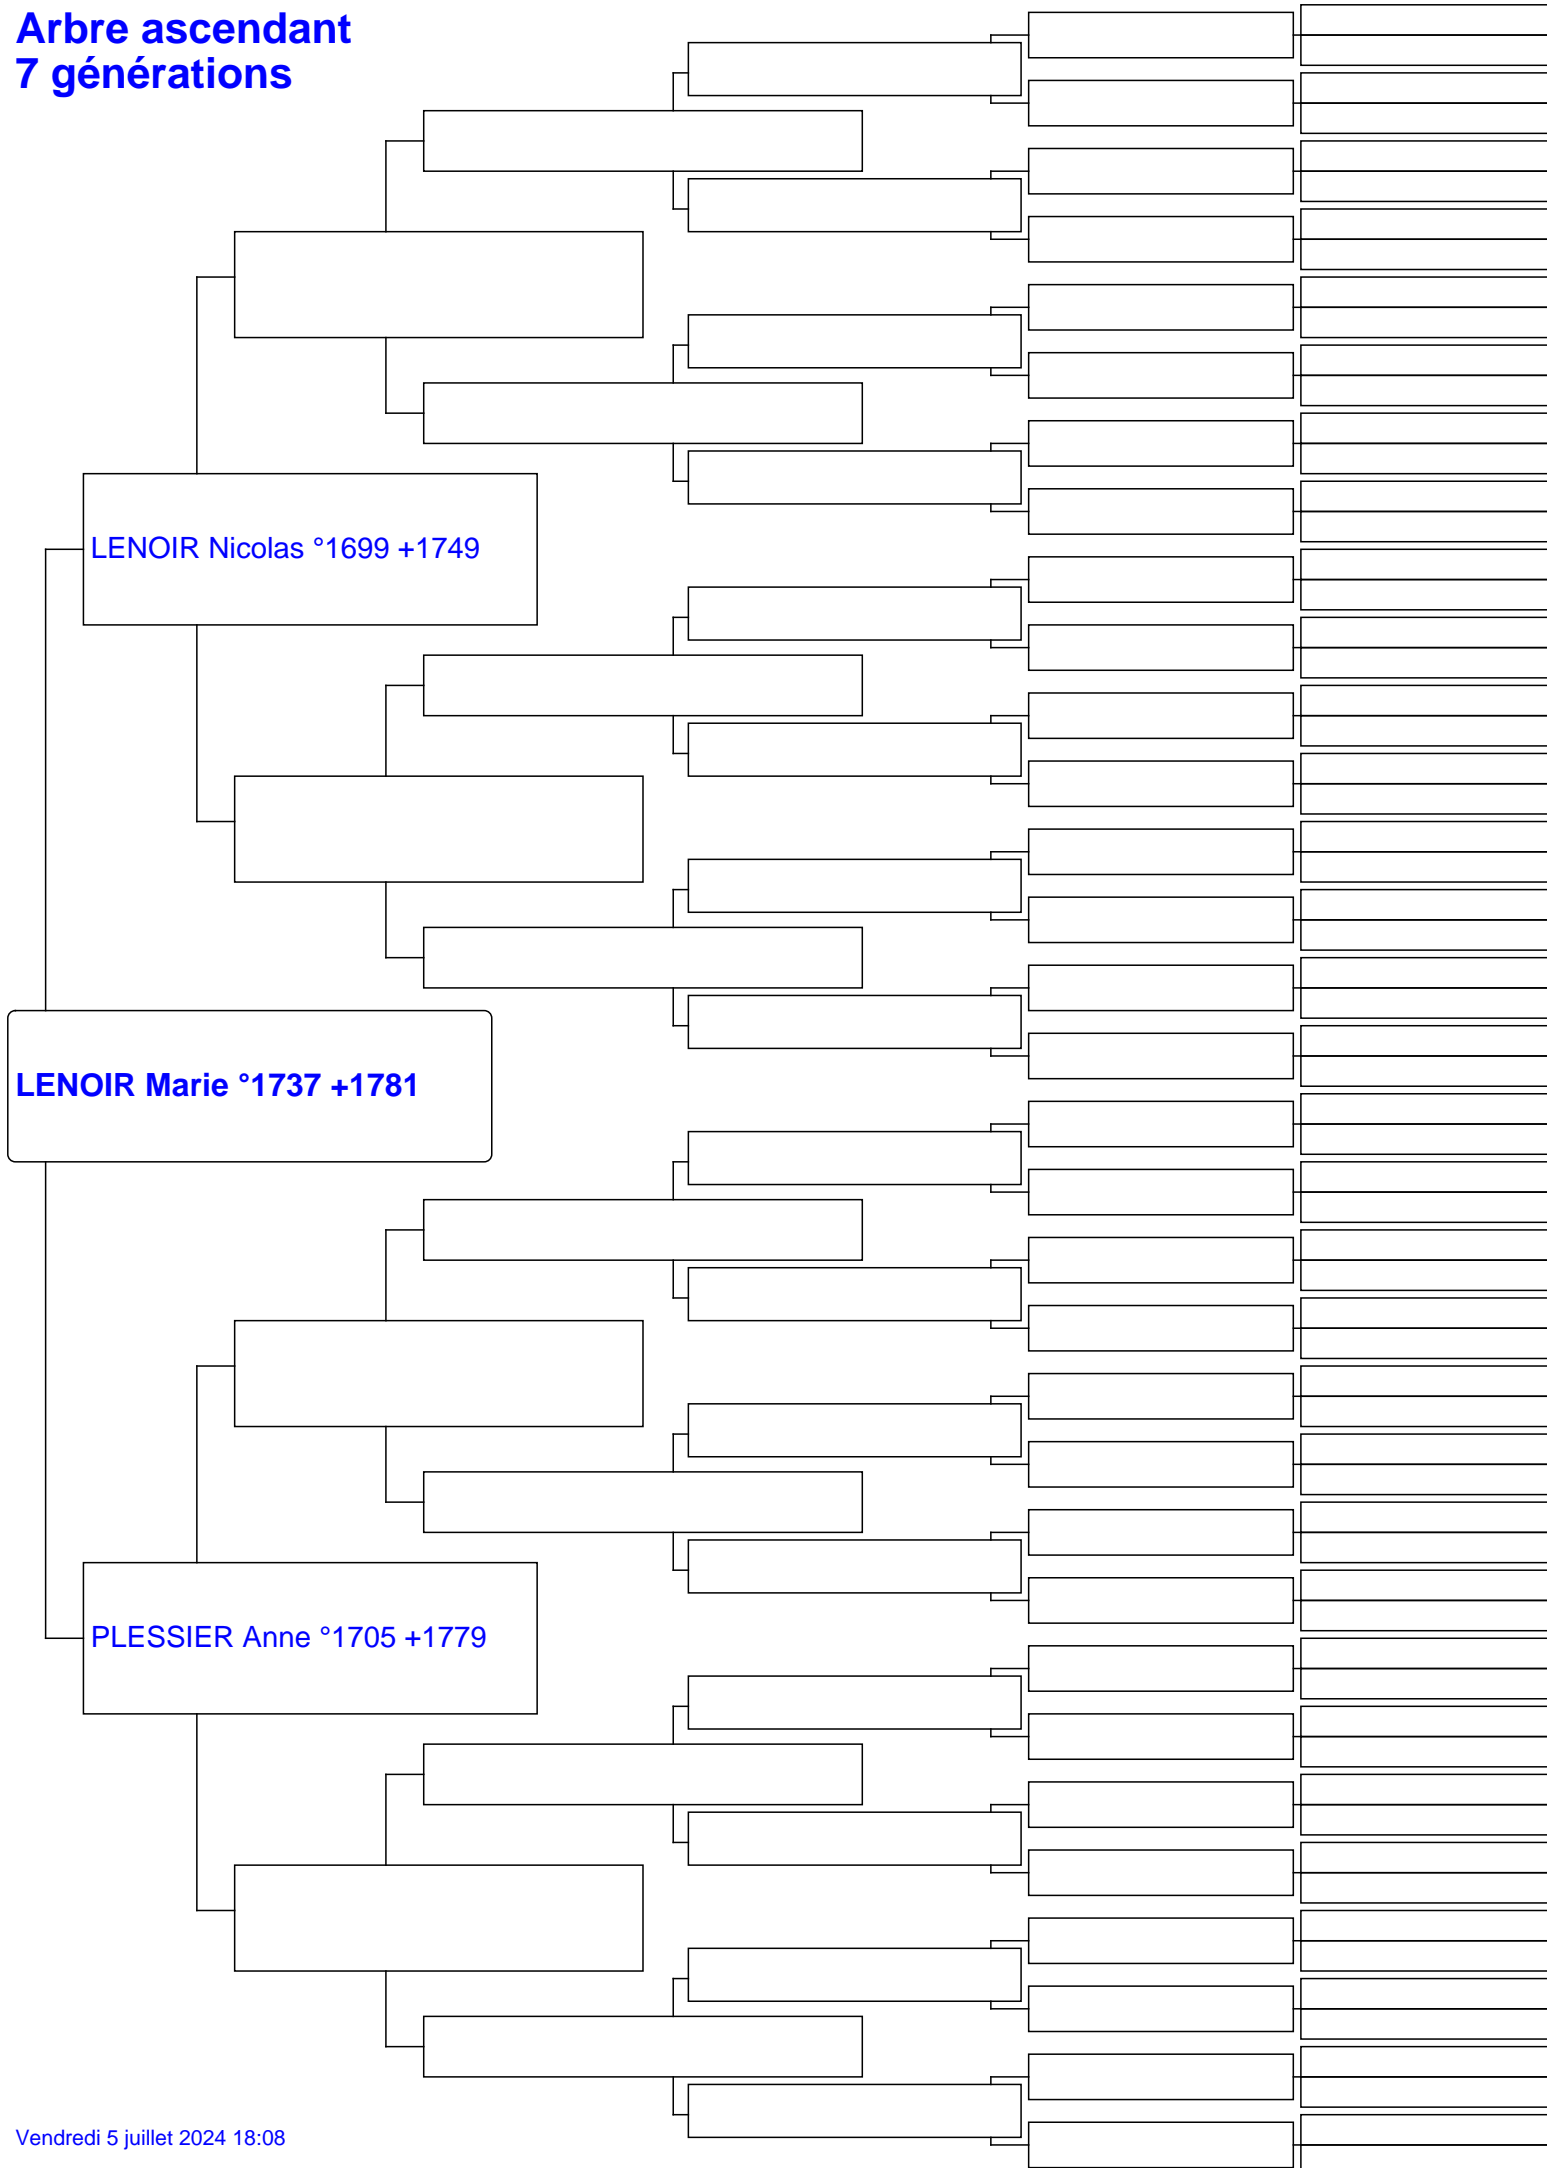 Arbre ascendant
7 générations
LENOIR Nicolas °1699 +1749
LENOIR Marie °1737 +1781
PLESSIER Anne °1705 +1779
Vendredi 5 juillet 2024 18:08